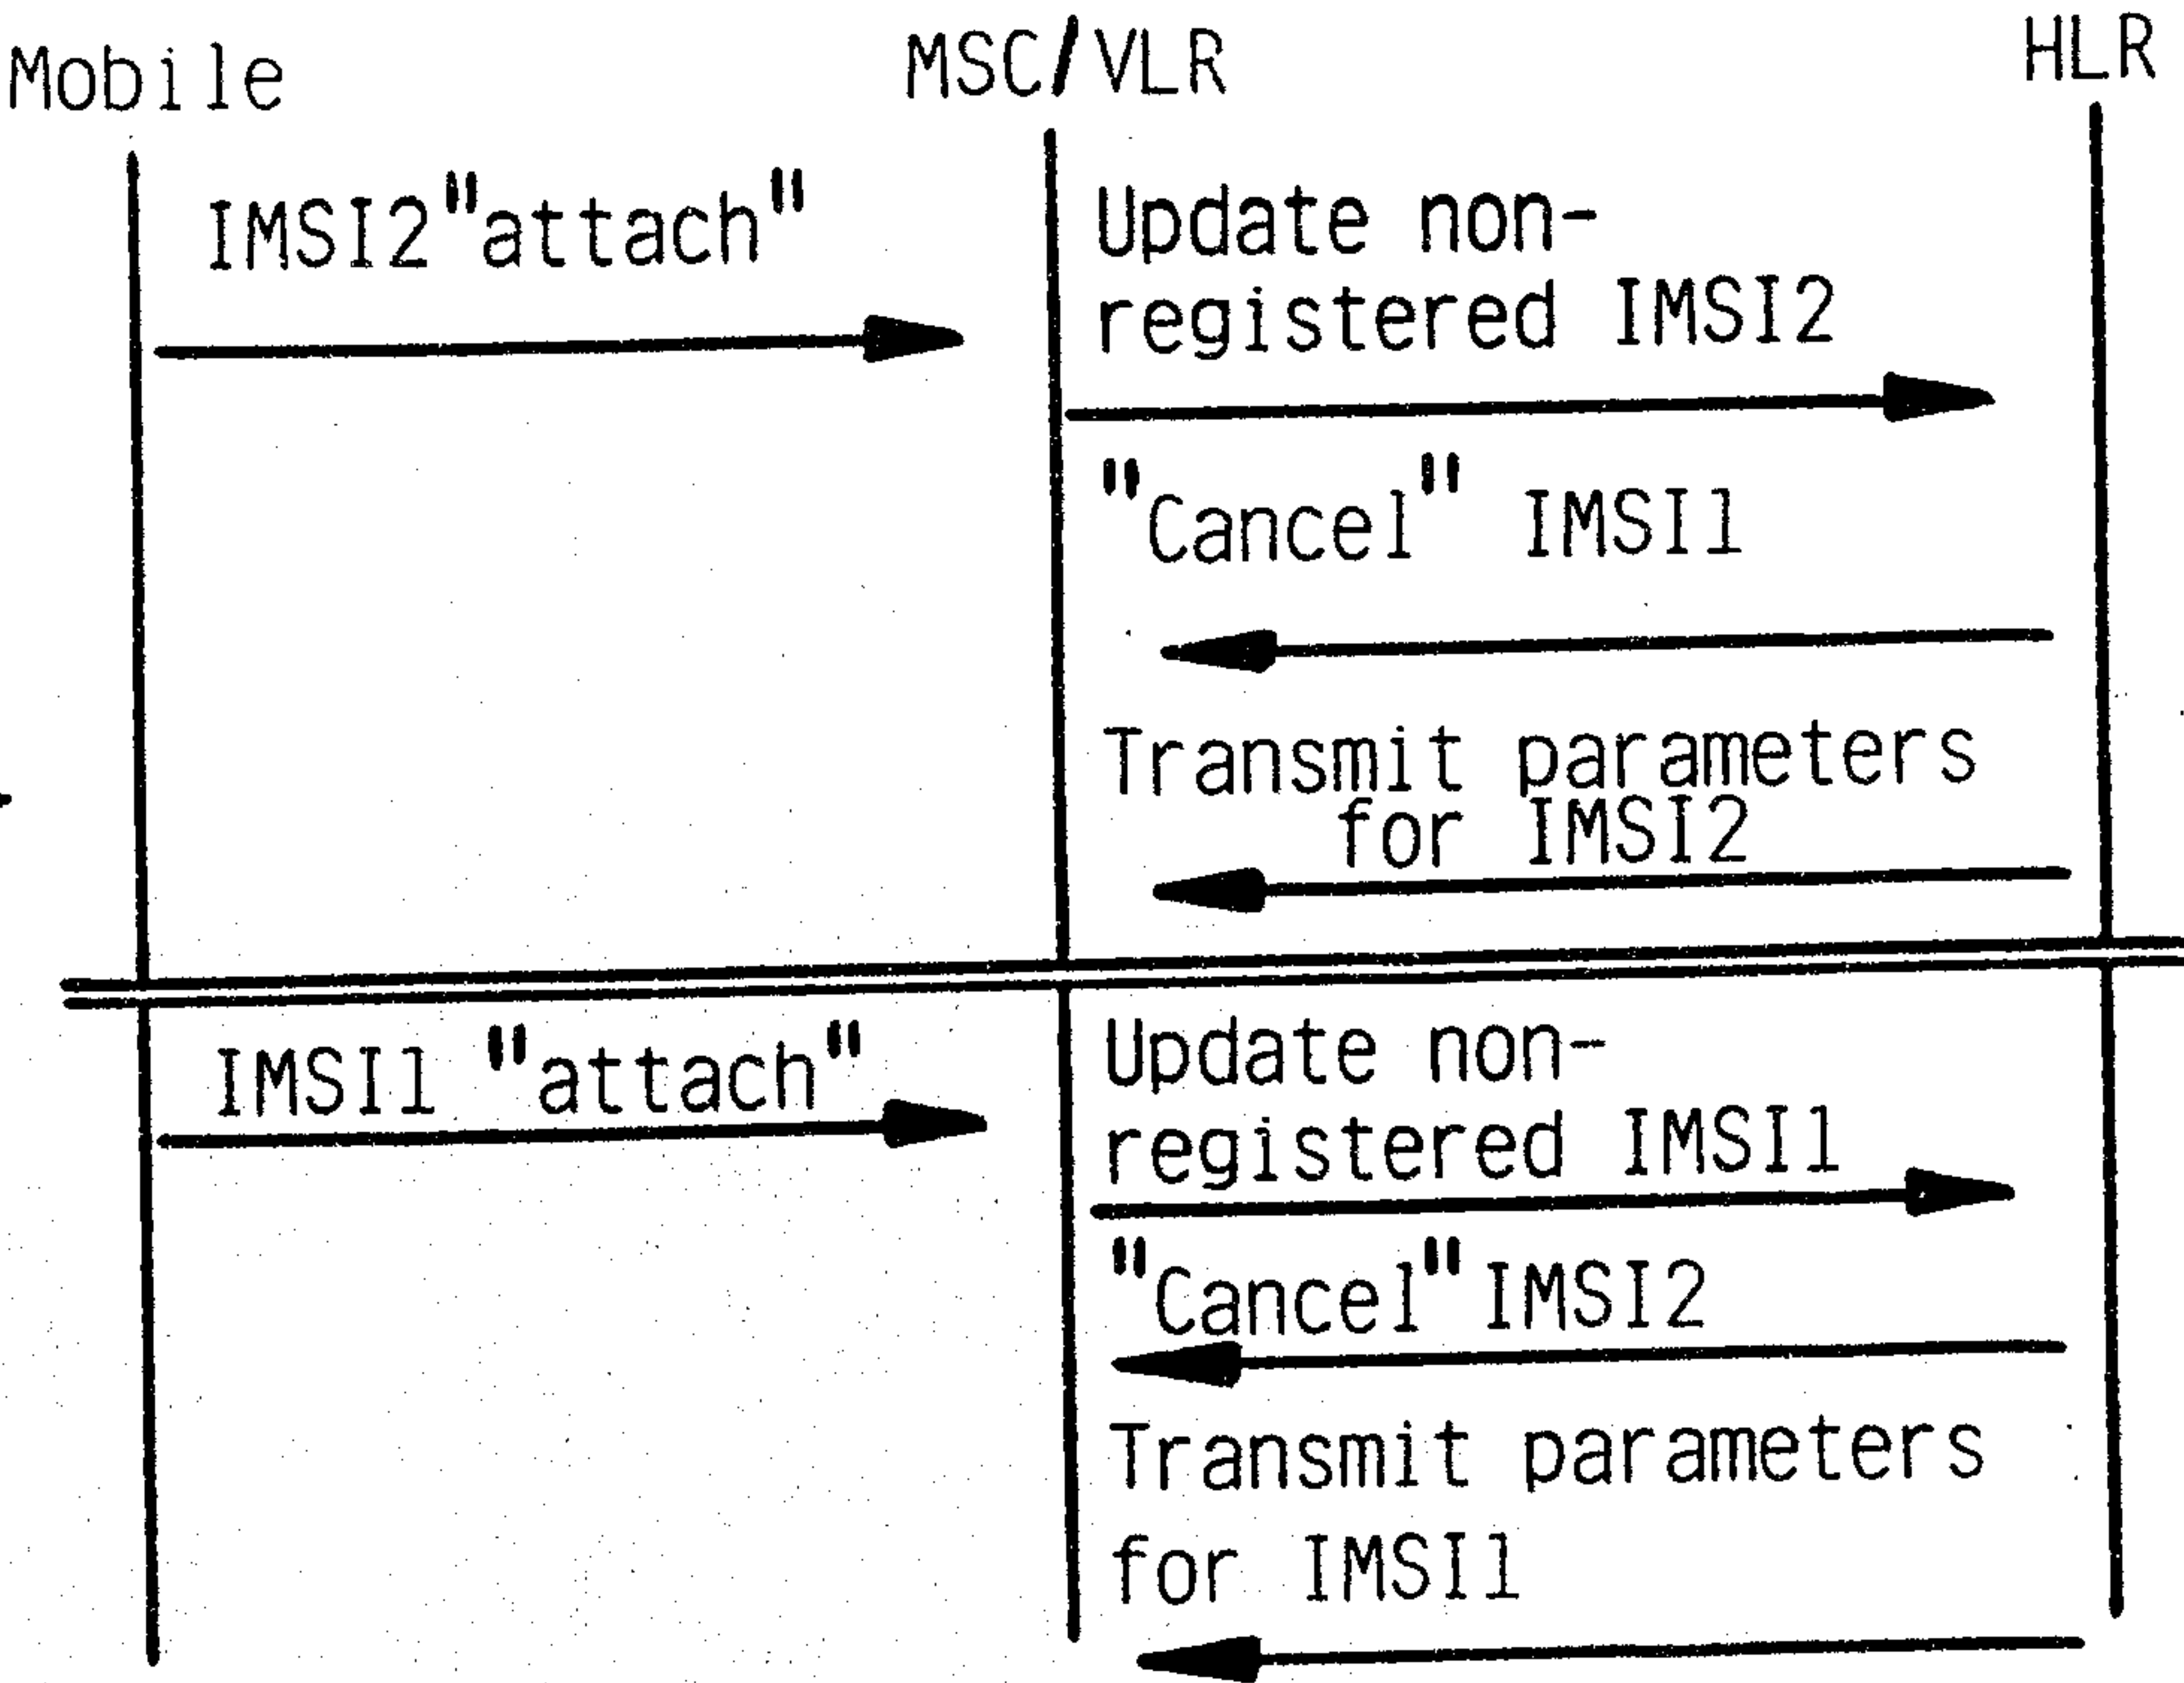 Mobile MSC/VLR HLR
IMSI2 "attach"
Update non-
registered IMSI2
"Cancel" IMSI1
Transmit parameters
for IMSI2
IMSI1 "attach"
Update non-
registered IMSI1
"Cancel" IMSI2
Transmit parameters
for IMSI1